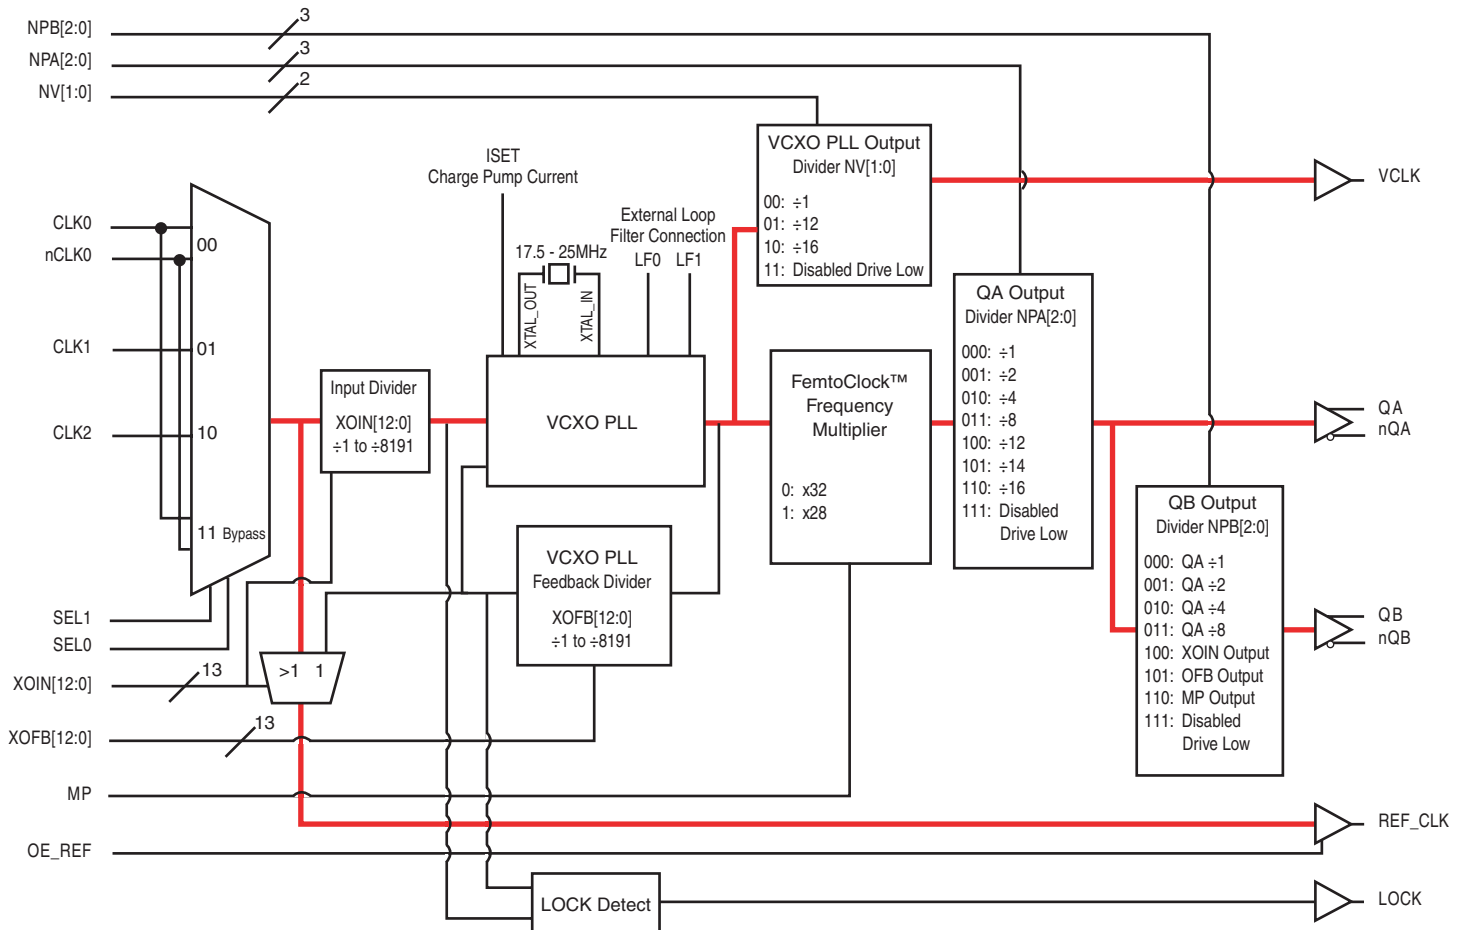 NPB[2:0]
3
NPA[2:0]
3
NV[1:0]
2
ISET
Charge Pump Current
External Loop
Filter Connection
LF0 LF1
17.5 - 25MHz
XTAL_OUT
XTAL_IN
VCXO PLL Output
Divider NV[1:0]
00: ÷1
01: ÷12
10: ÷16
11: Disabled Drive Low
VCLK
CLK0
nCLK0
CLK1
CLK2
00
01
10
11 Bypass
SEL1
SEL0
Input Divider
XOIN[12:0]
÷1 to ÷8191
VCXO PLL
VCXO PLL
Feedback Divider
XOFB[12:0]
÷1 to ÷8191
FemtoClock™
Frequency
Multiplier
0: x32
1: x28
QA Output
Divider NPA[2:0]
000: ÷1
001: ÷2
010: ÷4
011: ÷8
100: ÷12
101: ÷14
110: ÷16
111: Disabled
Drive Low
QA
nQA
QB Output
Divider NPB[2:0]
000: QA ÷1
001: QA ÷2
010: QA ÷4
011: QA ÷8
100: XOIN Output
101: OFB Output
110: MP Output
111: Disabled
Drive Low
QB
nQB
>1 1
XOIN[12:0]
13
XOFB[12:0]
13
MP
OE_REF
REF_CLK
LOCK Detect
LOCK